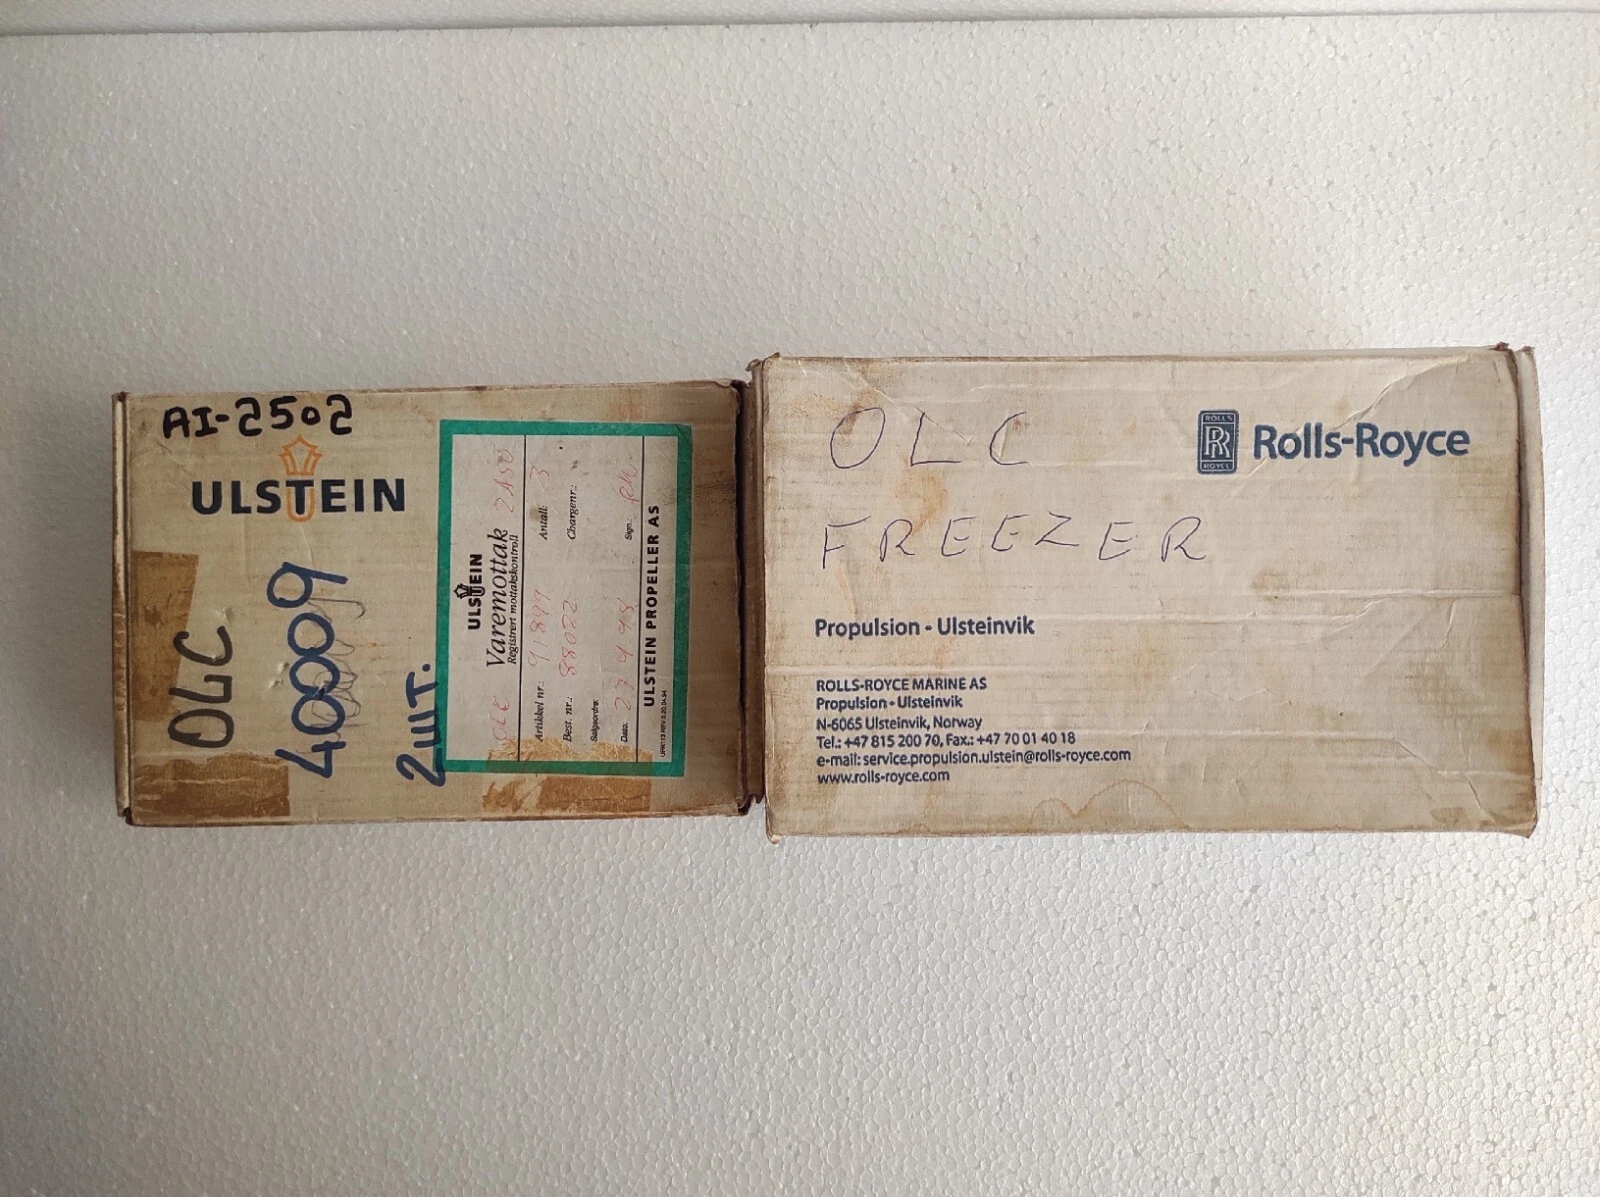 AI-2502
ULSTEIN
OLC
40009
2 шт.
ULSTEIN
Varemottak
Registrert mottakskontroll
Artikkel nr.: 91897 Antall: 3
Best. nr.: 88022 Chargenr.:
Salgsordre:
Dato: Sign.:
ULSTEIN PROPELLER AS
OLC
FREEZER
ROLLS
RR
ROYCE
Rolls-Royce
Propulsion - Ulsteinvik
ROLLS-ROYCE MARINE AS
Propulsion - Ulsteinvik
N-6065 Ulsteinvik, Norway
Tel.: +47 815 200 70, Fax.: +47 70 01 40 18
e-mail: service.propulsion.ulstein@rolls-royce.com
www.rolls-royce.com